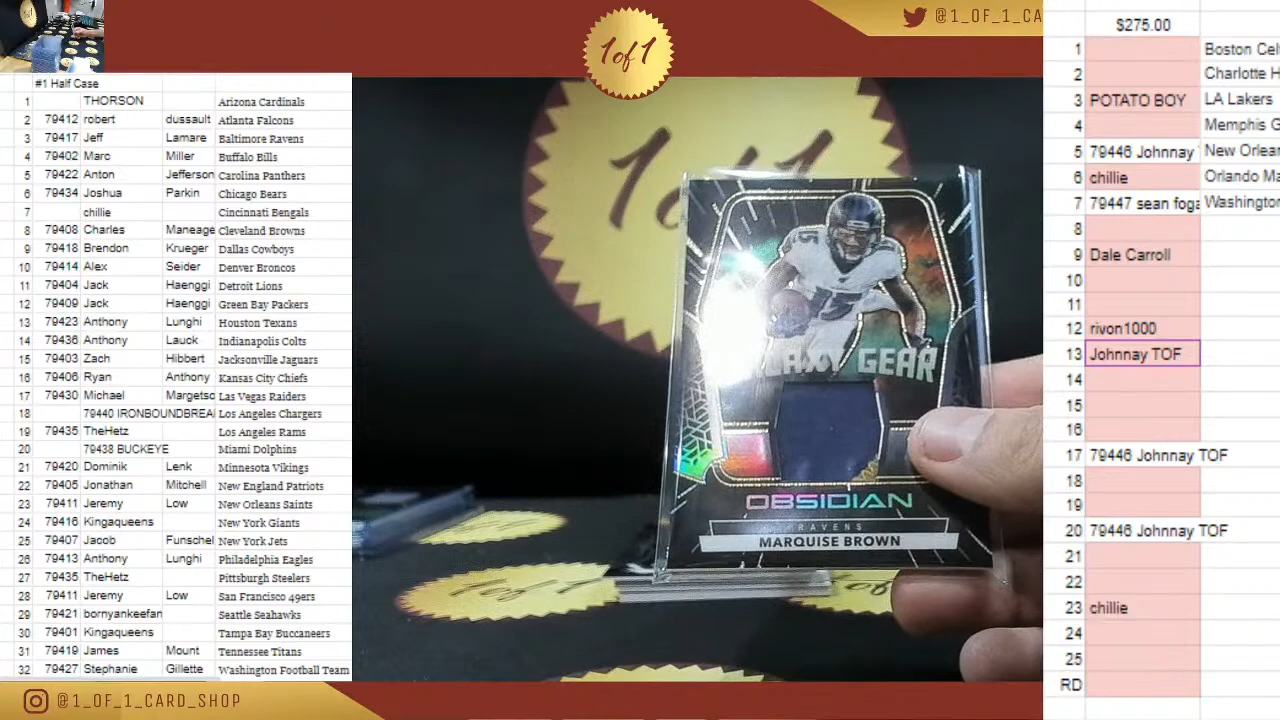 1 of 1
@1_OF_1_CA
#1 Half Case
1 THORSON Arizona Cardinals
2 79412 robert dussault Atlanta Falcons
3 79417 Jeff Lamare Baltimore Ravens
4 79402 Marc Miller Buffalo Bills
5 79422 Anton Jefferson Carolina Panthers
6 79434 Joshua Parkin Chicago Bears
7 chillie Cincinnati Bengals
8 79408 Charles Maneage Cleveland Browns
9 79418 Brendon Krueger Dallas Cowboys
10 79414 Alex Seider Denver Broncos
11 79404 Jack Haenggi Detroit Lions
12 79409 Jack Haenggi Green Bay Packers
13 79423 Anthony Lunghi Houston Texans
14 79436 Anthony Lauck Indianapolis Colts
15 79403 Zach Hibbert Jacksonville Jaguars
16 79406 Ryan Anthony Kansas City Chiefs
17 79430 Michael Margetso Las Vegas Raiders
18 79440 IRONBOUNDBREA Los Angeles Chargers
19 79435 TheHetz Los Angeles Rams
20 79438 BUCKEYE Miami Dolphins
21 79420 Dominik Lenk Minnesota Vikings
22 79405 Jonathan Mitchell New England Patriots
23 79411 Jeremy Low New Orleans Saints
24 79416 Kingaqueens New York Giants
25 79407 Jacob Funschel New York Jets
26 79413 Anthony Lunghi Philadelphia Eagles
27 79435 TheHetz Pittsburgh Steelers
28 79411 Jeremy Low San Francisco 49ers
29 79421 bornyankeefan Seattle Seahawks
30 79401 Kingaqueens Tampa Bay Buccaneers
31 79419 James Mount Tennessee Titans
32 79427 Stephanie Gillette Washington Football Team
1 of 1
15
GALAXY GEAR
OBSIDIAN
RAVENS
MARQUISE BROWN
1 of 1
$275.00
1 Boston Cel
2 Charlotte H
3 POTATO BOY LA Lakers
4 Memphis G
5 79446 Johnnay New Orlean
6 chillie Orlando Ma
7 79447 sean foga Washington
8
9 Dale Carroll
10
11
12 rivon1000
13 Johnnay TOF
14
15
16
17 79446 Johnnay TOF
18
19
20 79446 Johnnay TOF
21
22
23 chillie
24
25
RD
@1_OF_1_CARD_SHOP